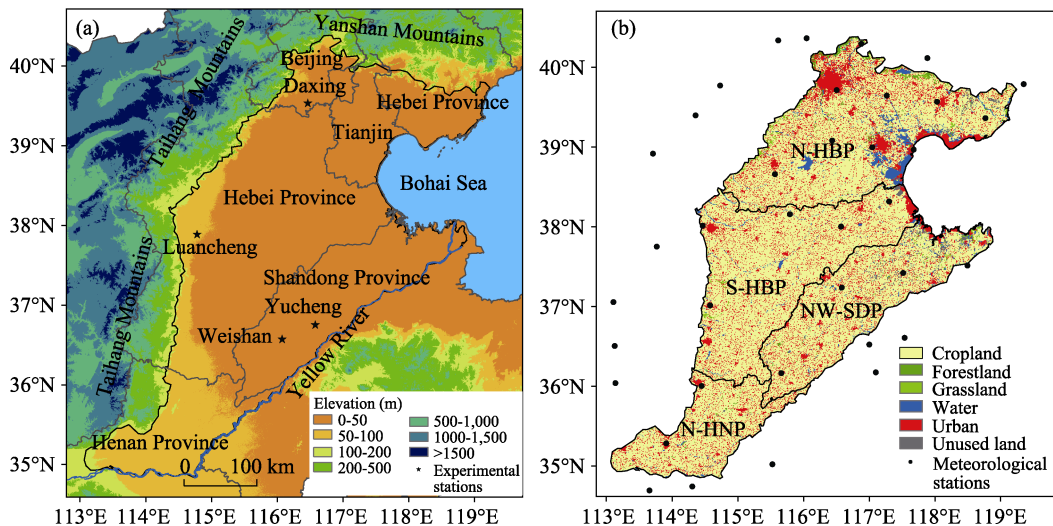 (a)
Yanshan Mountains
Beijing
Daxing
Hebei Province
Taihang Mountains
Tianjin
Bohai Sea
Hebei Province
Luancheng
Shandong Province
Yucheng
Weishan
Taihang Mountains
Yellow River
Henan Province
0 100 km
Elevation (m)
0-50
50-100
100-200
200-500
500-1,000
1000-1,500
>1500
Experimental
stations
40°N
39°N
38°N
37°N
36°N
35°N
113°E 114°E 115°E 116°E 117°E 118°E 119°E
(b)
N-HBP
S-HBP
NW-SDP
N-HNP
Cropland
Forestland
Grassland
Water
Urban
Unused land
Meteorological
stations
40°N
39°N
38°N
37°N
36°N
35°N
113°E 114°E 115°E 116°E 117°E 118°E 119°E